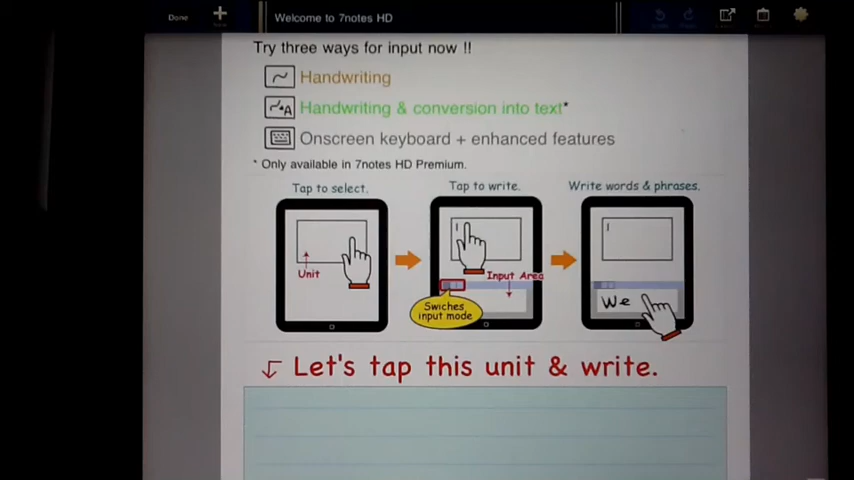 Done
Welcome to 7notes HD
Try three ways for input now !!
Handwriting
A
Handwriting & conversion into text*
Onscreen keyboard + enhanced features
* Only available in 7notes HD Premium.
Tap to select.
Tap to write.
Write words & phrases.
Unit
Input Area
Swiches
input mode
We
Let's tap this unit & write.